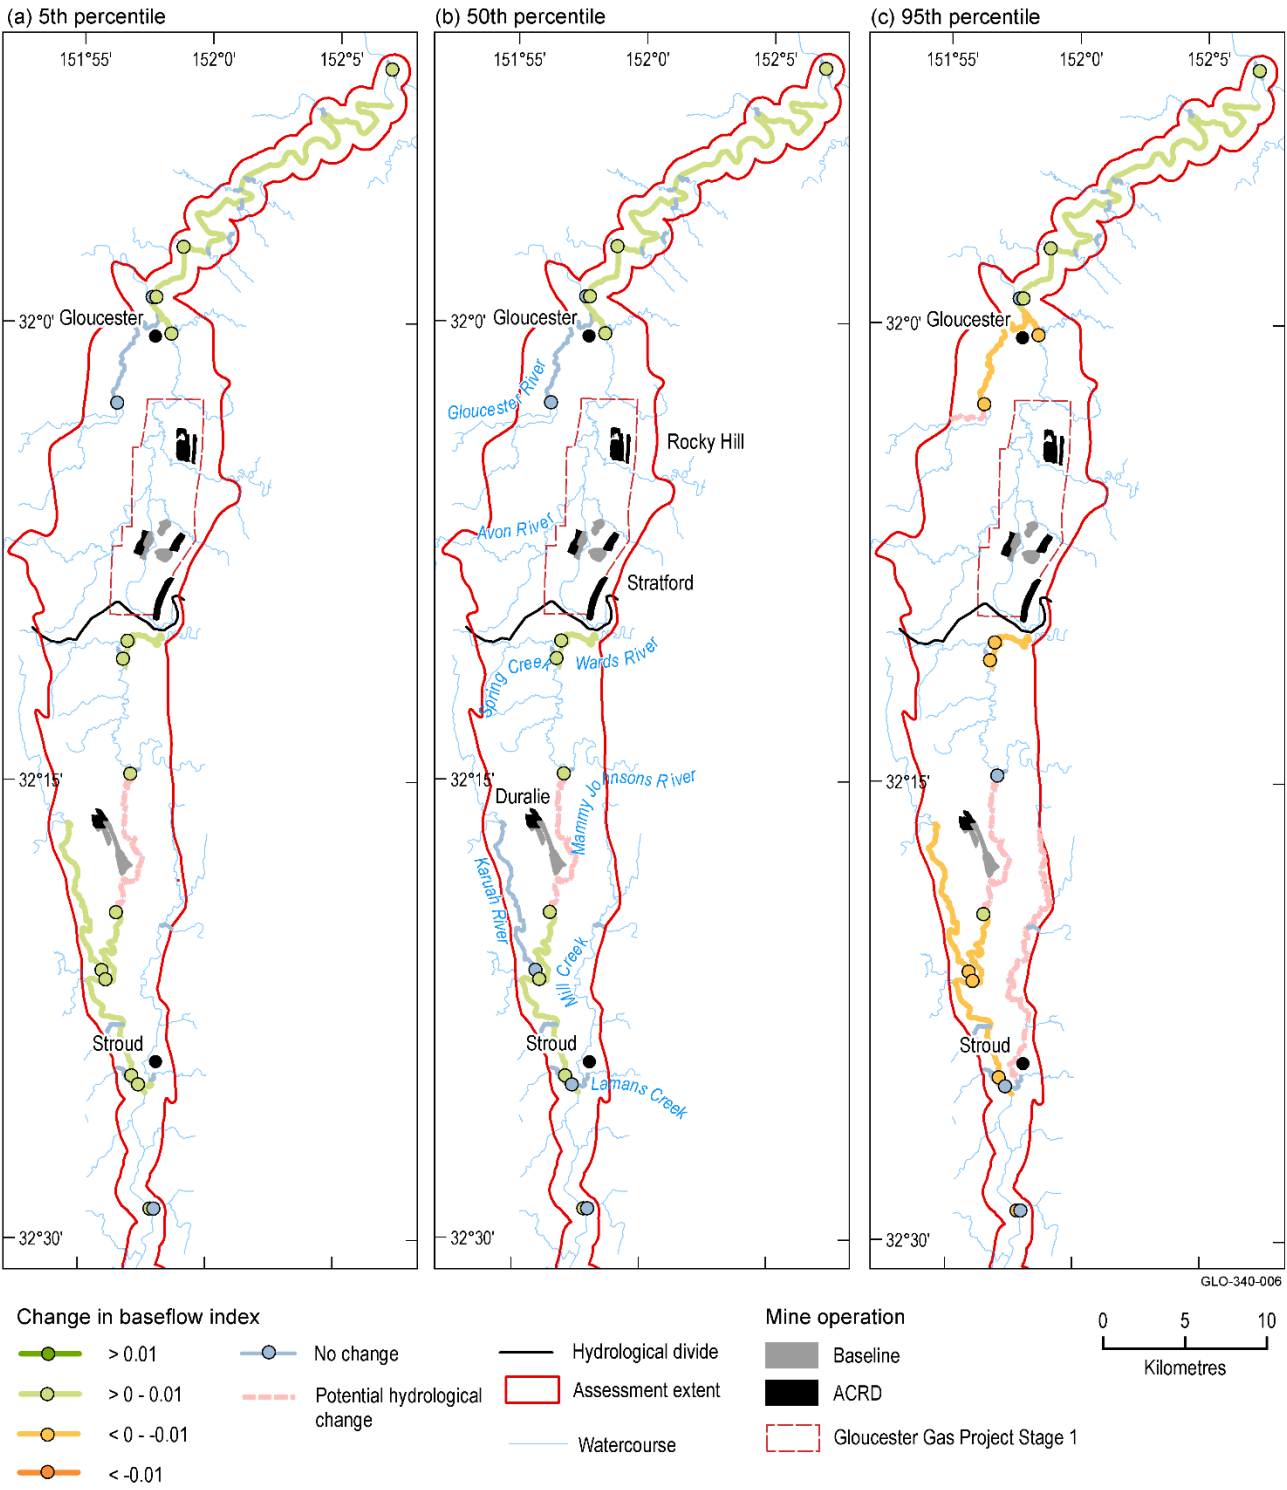 (a) 5th percentile
(b) 50th percentile
(c) 95th percentile
151°55'
152°0'
152°5'
151°55'
152°0'
152°5'
151°55'
152°0'
152°5'
32°0'
Gloucester
32°0'
Gloucester
32°0'
Gloucester
Gloucester River
Rocky Hill
Avon River
Stratford
Spring Creek
Wards River
32°15'
32°15'
32°15'
Mammy Johnsons River
Duralie
Karuah River
Mill Creek
Stroud
Stroud
Stroud
Lamans Creek
32°30'
32°30'
32°30'
GLO-340-006
Change in baseflow index
> 0.01
> 0 - 0.01
< 0 - -0.01
< -0.01
No change
Potential hydrological
change
Hydrological divide
Assessment extent
Watercourse
Mine operation
Baseline
ACRD
Gloucester Gas Project Stage 1
0 5 10
Kilometres